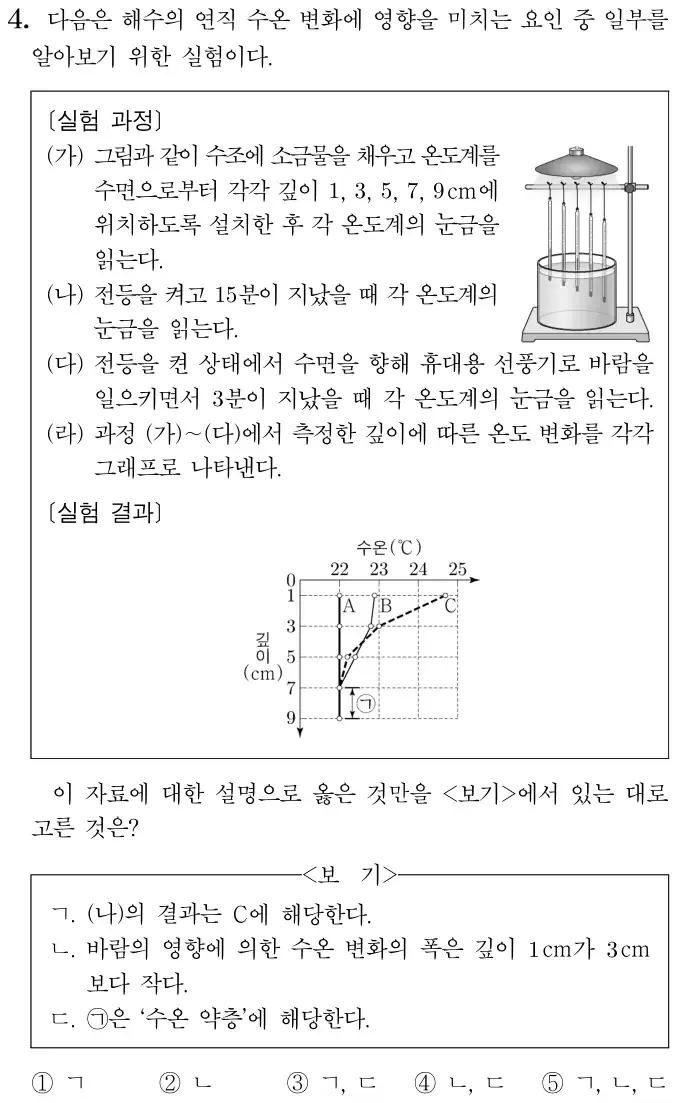 4. 다음은 해수의 연직 수온 변화에 영향을 미치는 요인 중 일부를
알아보기 위한 실험이다.
[실험 과정]
(가) 그림과 같이 수조에 소금물을 채우고 온도계를
수면으로부터 각각 깊이 1, 3, 5, 7, 9cm에
위치하도록 설치한 후 각 온도계의 눈금을
읽는다.
(나) 전등을 켜고 15분이 지났을 때 각 온도계의
눈금을 읽는다.
(다) 전등을 켠 상태에서 수면을 향해 휴대용 선풍기로 바람을
일으키면서 3분이 지났을 때 각 온도계의 눈금을 읽는다.
(라) 과정 (가)~(다)에서 측정한 깊이에 따른 온도 변화를 각각
그래프로 나타낸다.
[실험 결과]
수온(℃)
22 23 24 25
0
1
A B C
3
깊이
(cm)
5
7
㉠
9
이 자료에 대한 설명으로 옳은 것만을 <보기>에서 있는 대로
고른 것은?
<보 기>
ㄱ. (나)의 결과는 C에 해당한다.
ㄴ. 바람의 영향에 의한 수온 변화의 폭은 깊이 1cm가 3cm
보다 작다.
ㄷ. ㉠은 ‘수온 약층’에 해당한다.
① ㄱ ② ㄴ ③ ㄱ, ㄷ ④ ㄴ, ㄷ ⑤ ㄱ, ㄴ, ㄷ